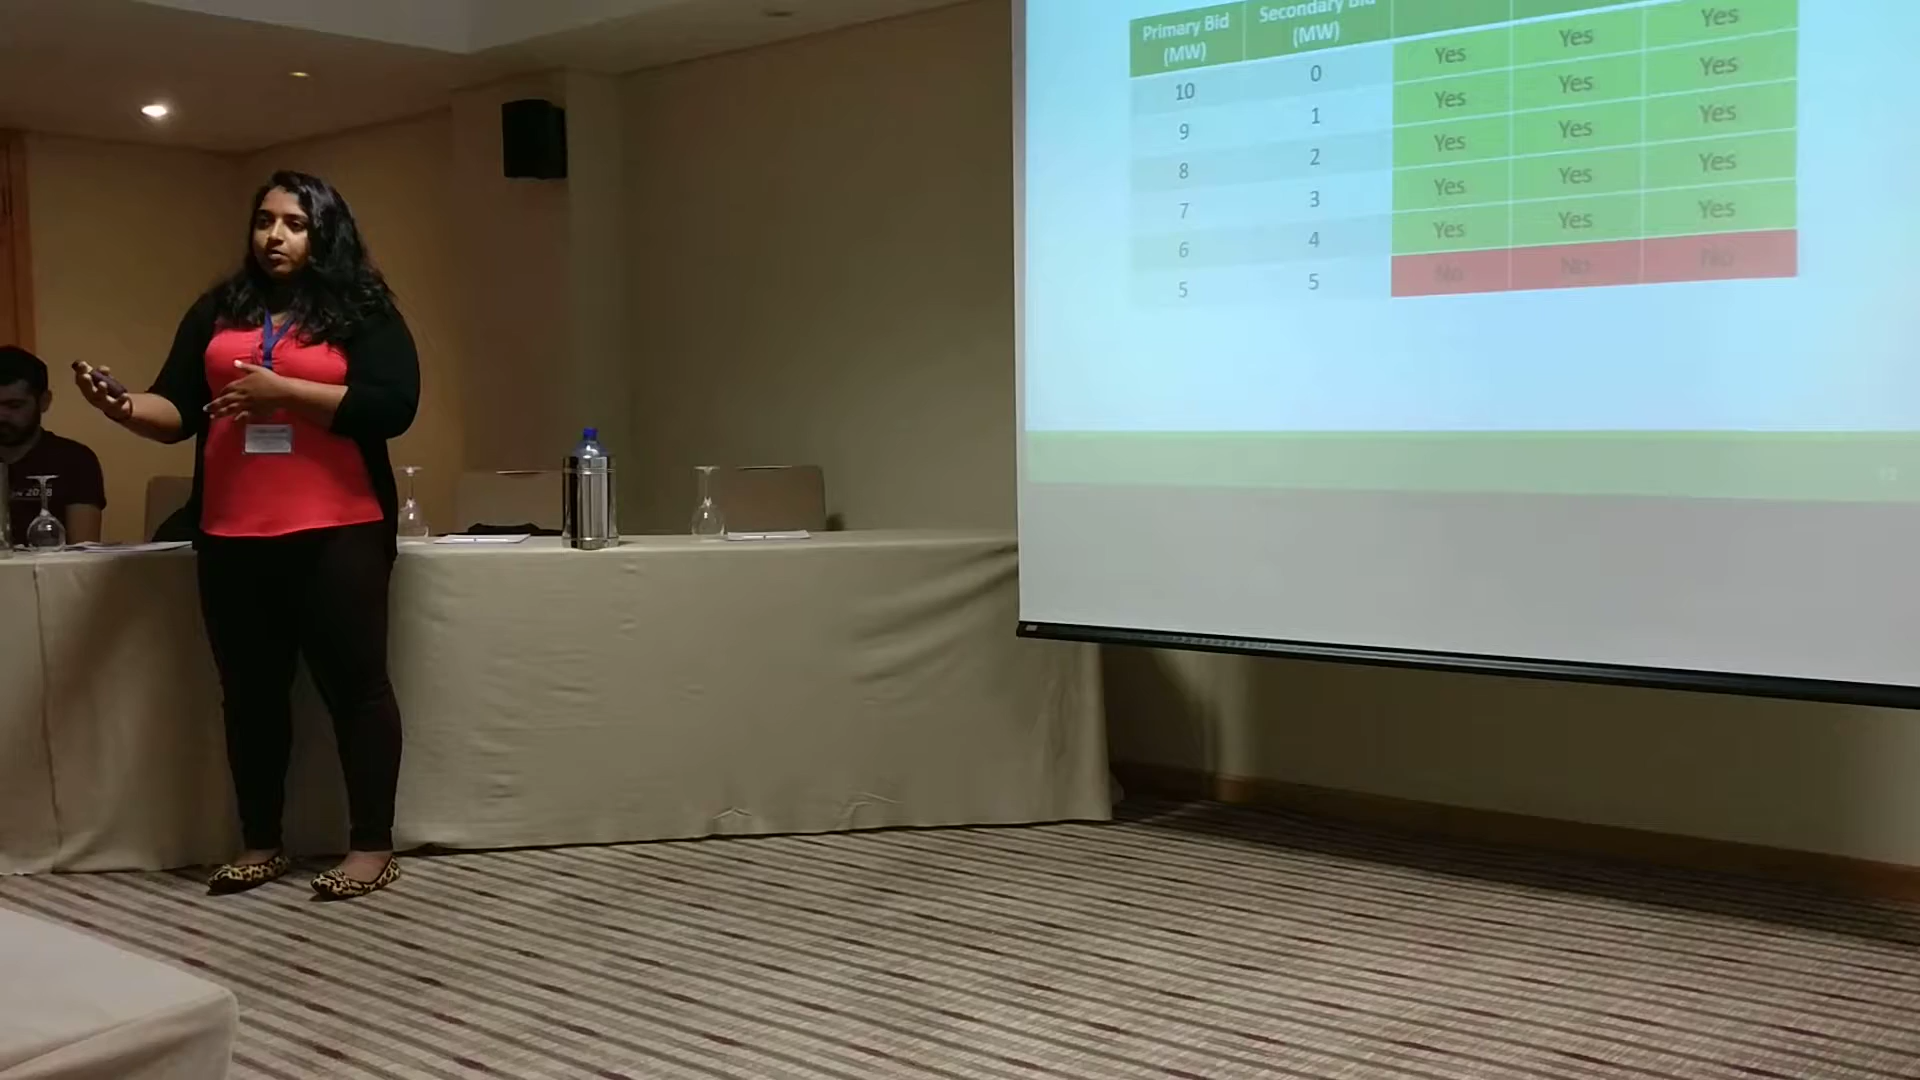 Primary Bid
(MW)
Secondary Bid
(MW)
Yes Yes Yes
10 0 Yes Yes Yes
9 1 Yes Yes Yes
8 2 Yes Yes Yes
7 3 Yes Yes Yes
6 4 No No No
5 5
2018